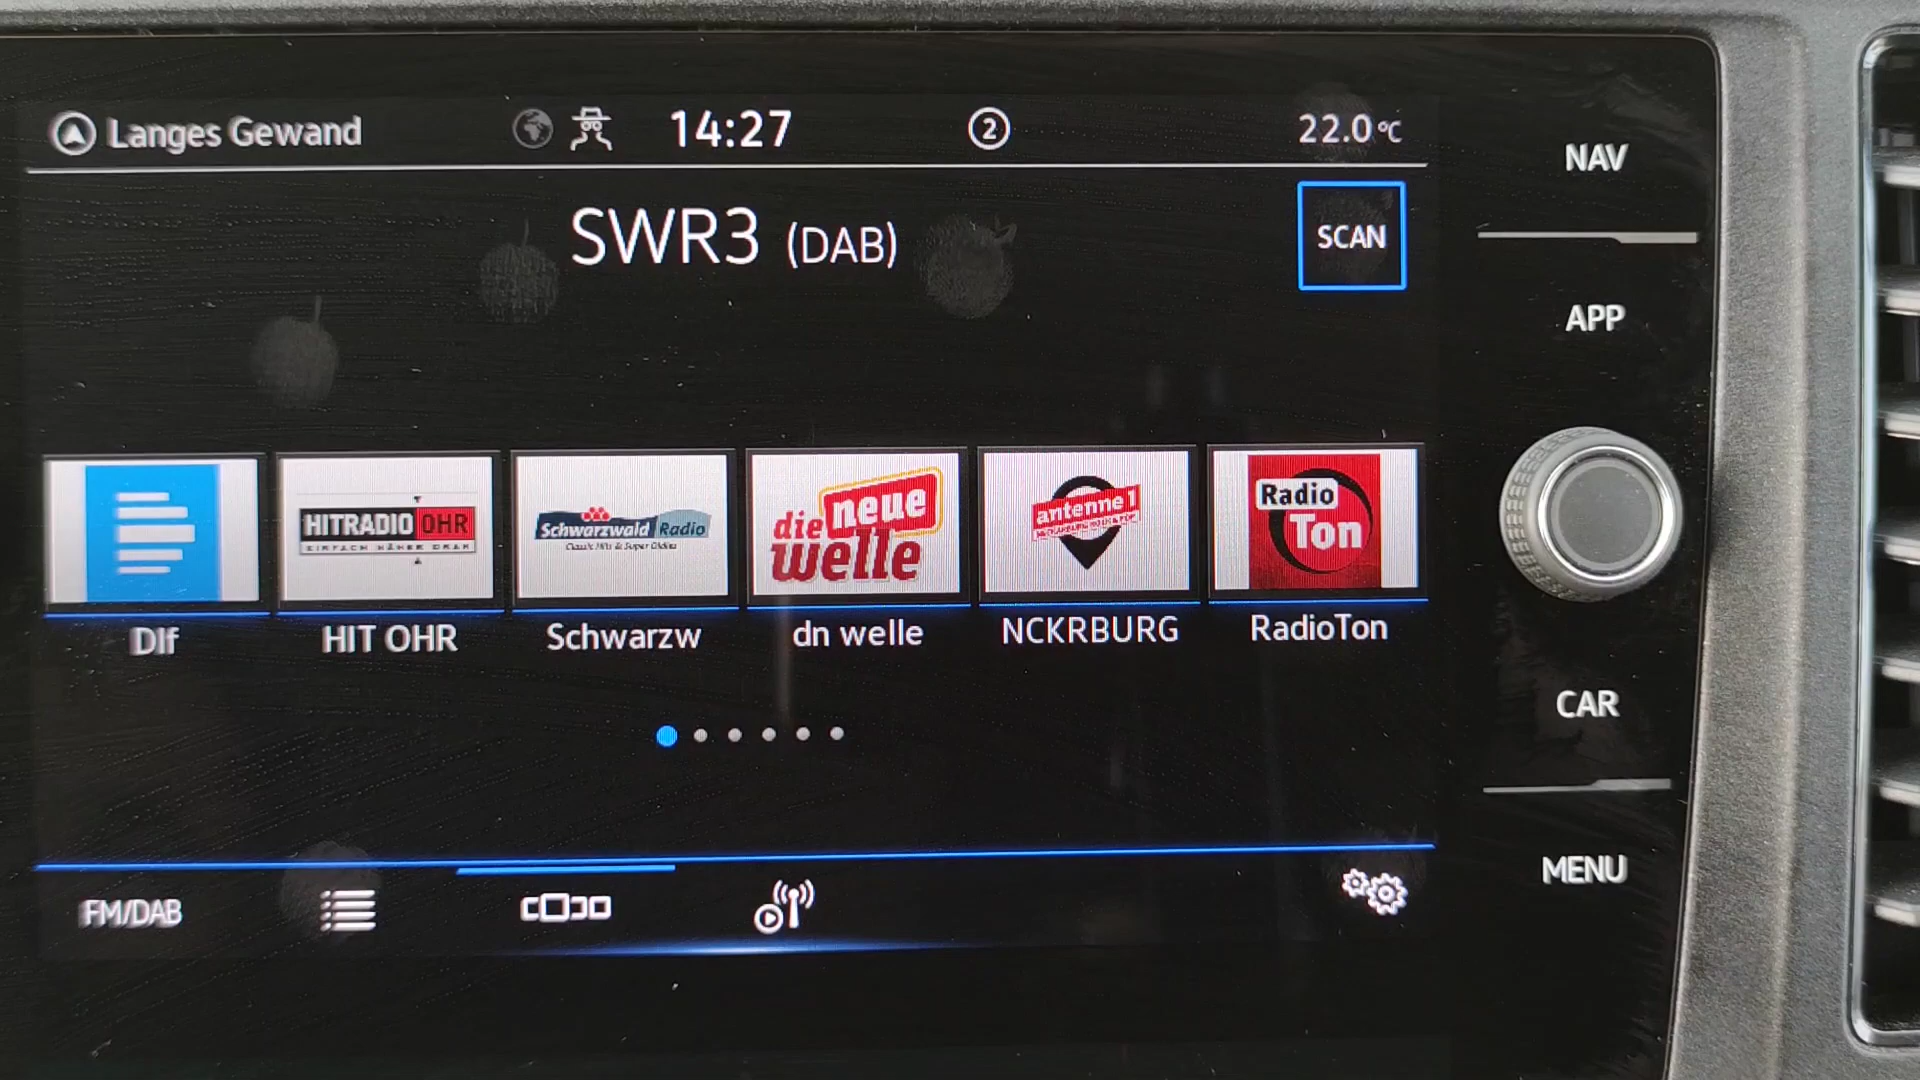 Langes Gewand 14:27 2 22.0°C
NAV
SWR3 (DAB) SCAN
APP
HITRADIO OHR
EINFACH NÄHER DRAN
Schwarzwald Radio
Classic Hits & Super Oldies
die neue welle
antenne 1
Radio Ton
Dlf HIT OHR Schwarzw dn welle NCKRBURG RadioTon
CAR
MENU
FM/DAB